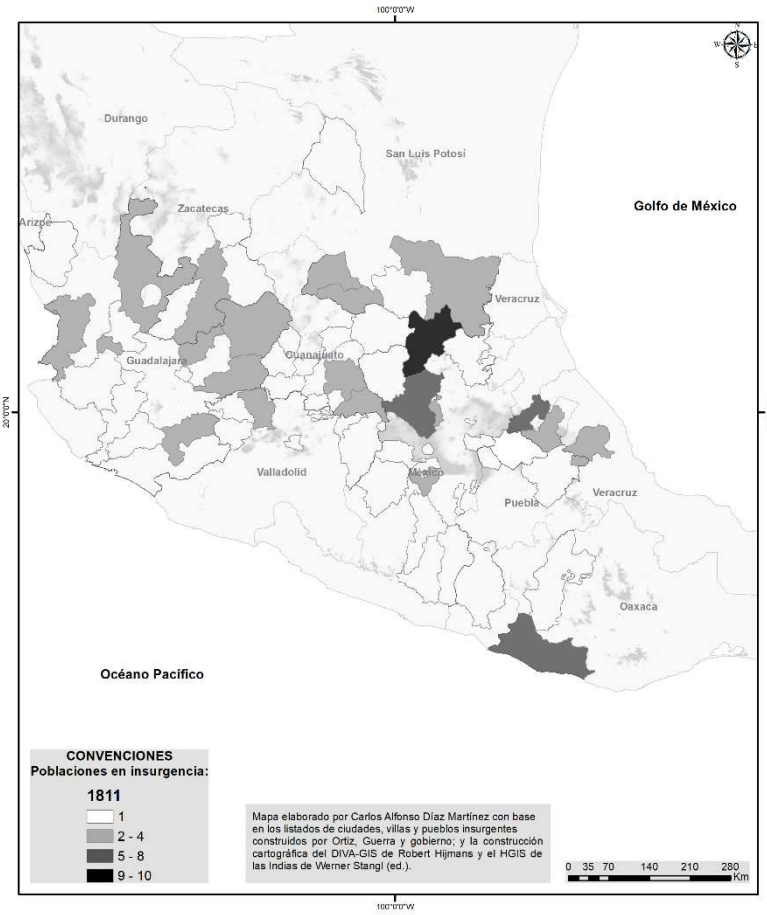 100°0'0"W
N
W
E
S
Durango
San Luis Potosí
Golfo de México
Zacatecas
Arizpe
Veracruz
Guanajuato
Guadalajara
20°0'0"N
Valladolid
México
Puebla
Veracruz
Oaxaca
Océano Pacífico
CONVENCIONES
Poblaciones en insurgencia:
1811
1
2 - 4
5 - 8
9 - 10
Mapa elaborado por Carlos Alfonso Díaz Martínez con base
en los listados de ciudades, villas y pueblos insurgentes
construidos por Ortiz, Guerra y gobierno; y la construcción
cartográfica del DIVA-GIS de Robert Hijmans y el HGIS de
las Indias de Werner Stangl (ed.).
0 35 70 140 210 280
Km
100°0'0"W